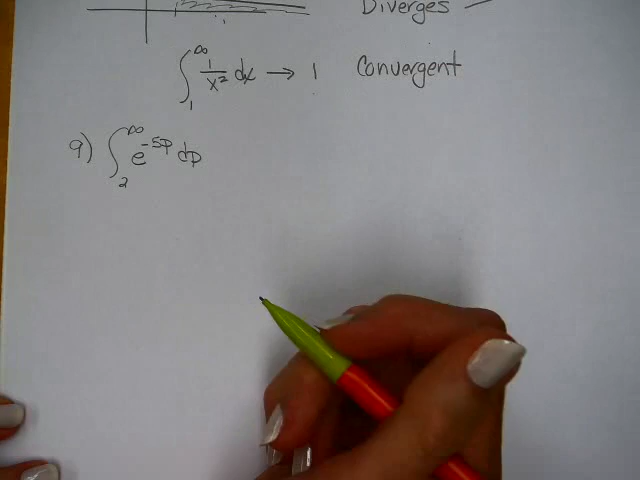 Diverges
∫₁^∞ 1/x² dx → 1 Convergent
9) ∫₂^∞ e^(-5p) dp